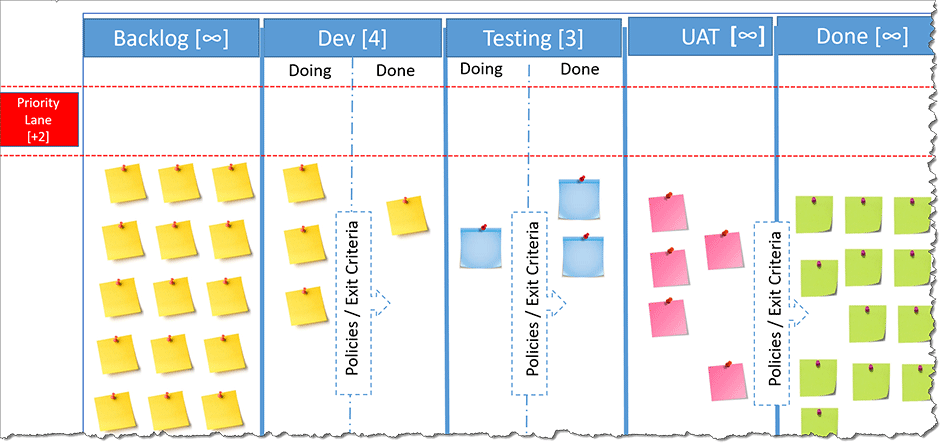 Backlog [∞]
Dev [4]
Testing [3]
UAT [∞]
Done [∞]
Doing
Done
Doing
Done
Priority
Lane
[+2]
Policies / Exit Criteria
Policies / Exit Criteria
Policies / Exit Criteria